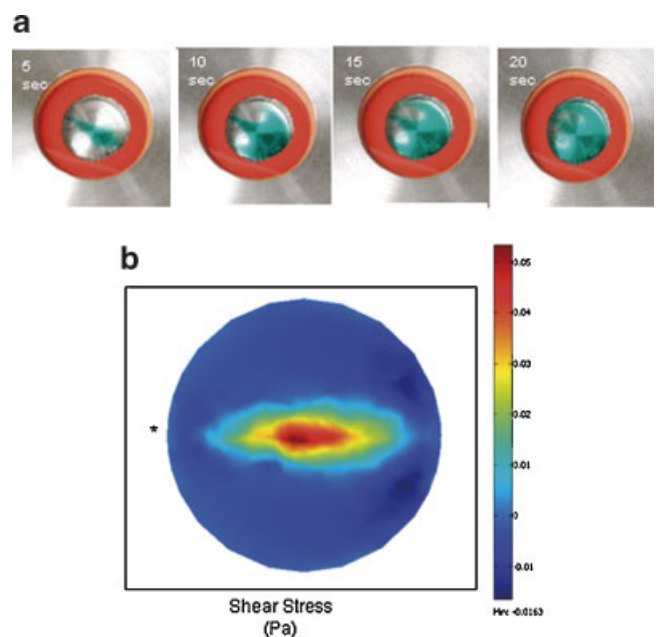 a
5
sec
10
sec
15
sec
20
sec
b
0.05
0.04
0.03
0.02
0.01
0
-0.01
*
Min: -0.0163
Shear Stress
(Pa)